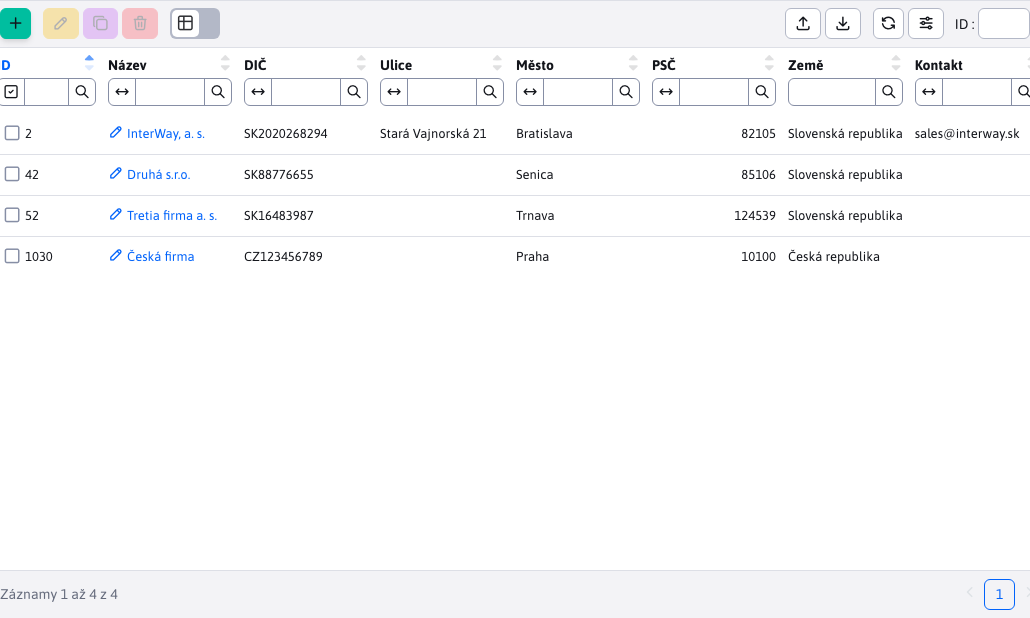 ID :
D Název DIČ Ulice Město PSČ Země Kontakt
2 InterWay, a. s. SK2020268294 Stará Vajnorská 21 Bratislava 82105 Slovenská republika sales@interway.sk
42 Druhá s.r.o. SK88776655 Senica 85106 Slovenská republika
52 Tretia firma a. s. SK16483987 Trnava 124539 Slovenská republika
1030 Česká firma CZ123456789 Praha 10100 Česká republika
Záznamy 1 až 4 z 4 1